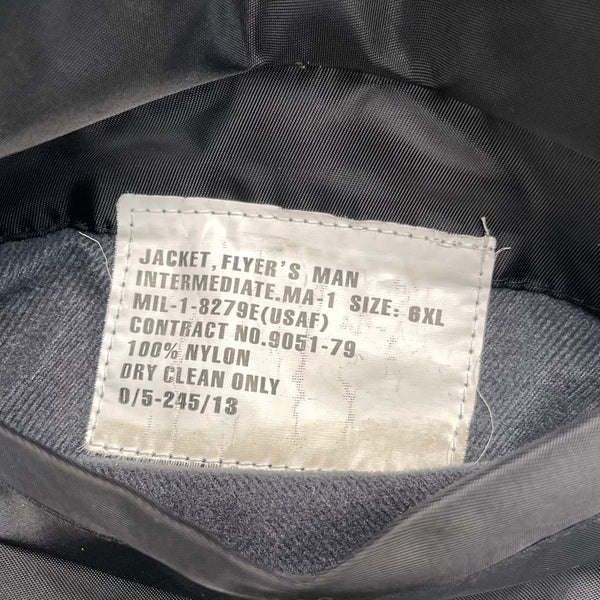 JACKET, FLYER'S MAN
INTERMEDIATE.MA-1 SIZE: 6XL
MIL-1-8279E(USAF)
CONTRACT NO.9051-79
100% NYLON
DRY CLEAN ONLY
0/5-245/13